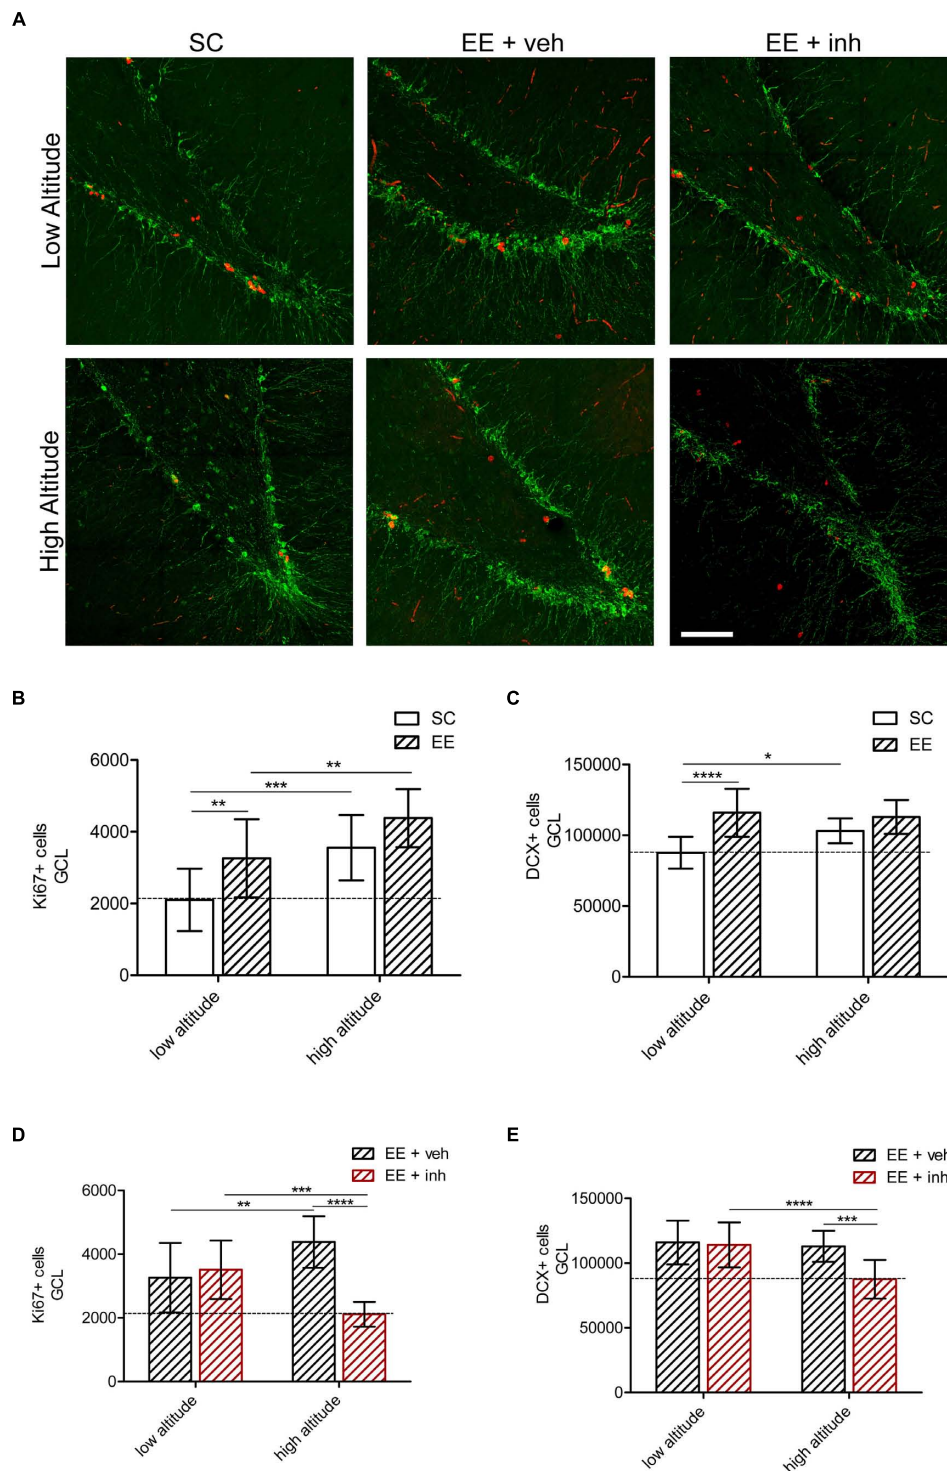 A
SC
EE + veh
EE + inh
Low Altitude
High Altitude
B
SC
EE
Ki67+ cells
GCL
6000
4000
2000
0
**
***
**
low altitude
high altitude
C
SC
EE
DCX+ cells
GCL
150000
100000
50000
0
*
****
low altitude
high altitude
D
EE + veh
EE + inh
Ki67+ cells
GCL
6000
4000
2000
0
***
**
****
low altitude
high altitude
E
EE + veh
EE + inh
DCX+ cells
GCL
150000
100000
50000
0
****
***
low altitude
high altitude